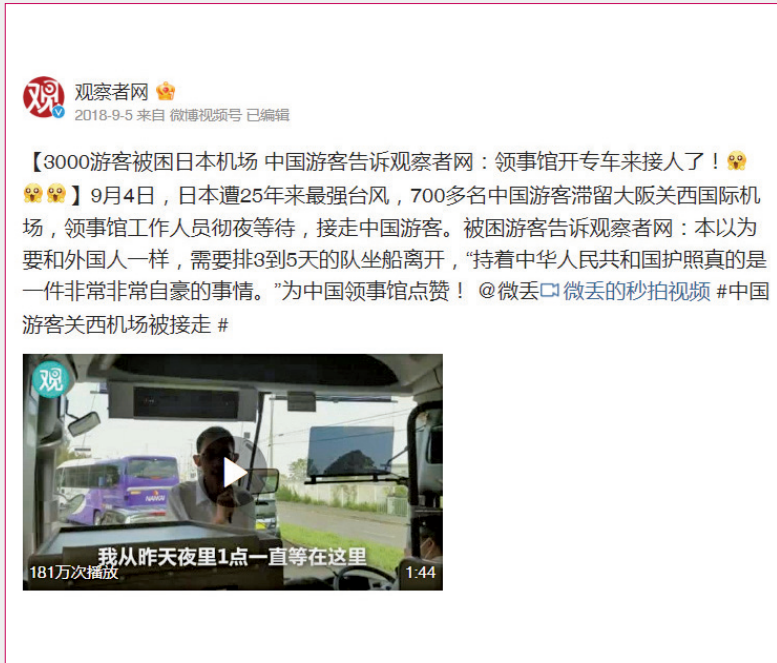 观
观察者网
2018-9-5 来自 微博视频号 已编辑
【3000游客被困日本机场 中国游客告诉观察者网：领事馆开专车来接人了！
】9月4日，日本遭25年来最强台风，700多名中国游客滞留大阪关西国际机
场，领事馆工作人员彻夜等待，接走中国游客。被困游客告诉观察者网：本以为
要和外国人一样，需要排3到5天的队坐船离开，“持着中华人民共和国护照真的是
一件非常非常自豪的事情。”为中国领事馆点赞！ @微丢 微丢的秒拍视频 #中国
游客关西机场被接走 #
观
NANKAI
我从昨天夜里1点一直等在这里
181万次播放 1:44